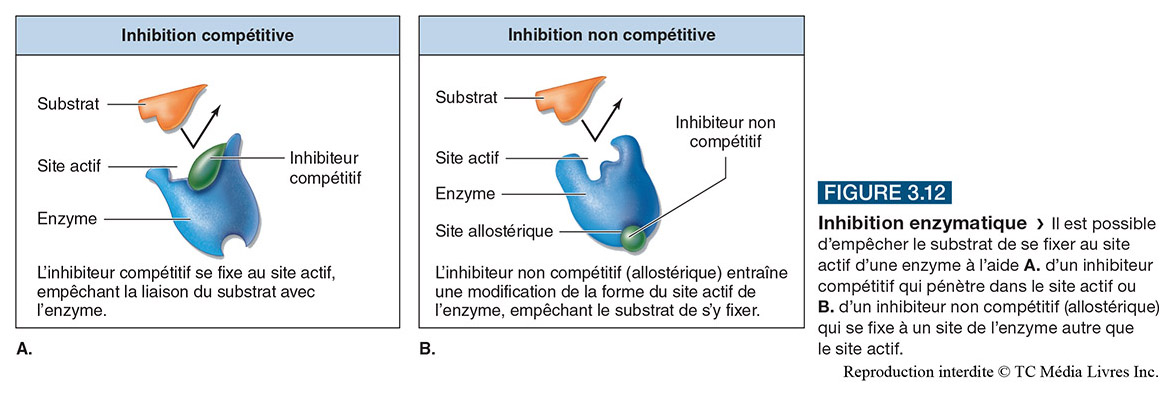 Inhibition compétitive
Substrat
Site actif
Inhibiteur
compétitif
Enzyme
L'inhibiteur compétitif se fixe au site actif,
empêchant la liaison du substrat avec
l'enzyme.
A.
Inhibition non compétitive
Substrat
Inhibiteur non
compétitif
Site actif
Enzyme
Site allostérique
L'inhibiteur non compétitif (allostérique) entraîne
une modification de la forme du site actif de
l'enzyme, empêchant le substrat de s'y fixer.
B.
FIGURE 3.12
Inhibition enzymatique › Il est possible
d'empêcher le substrat de se fixer au site
actif d'une enzyme à l'aide A. d'un inhibiteur
compétitif qui pénètre dans le site actif ou
B. d'un inhibiteur non compétitif (allostérique)
qui se fixe à un site de l'enzyme autre que
le site actif.
Reproduction interdite © TC Média Livres Inc.